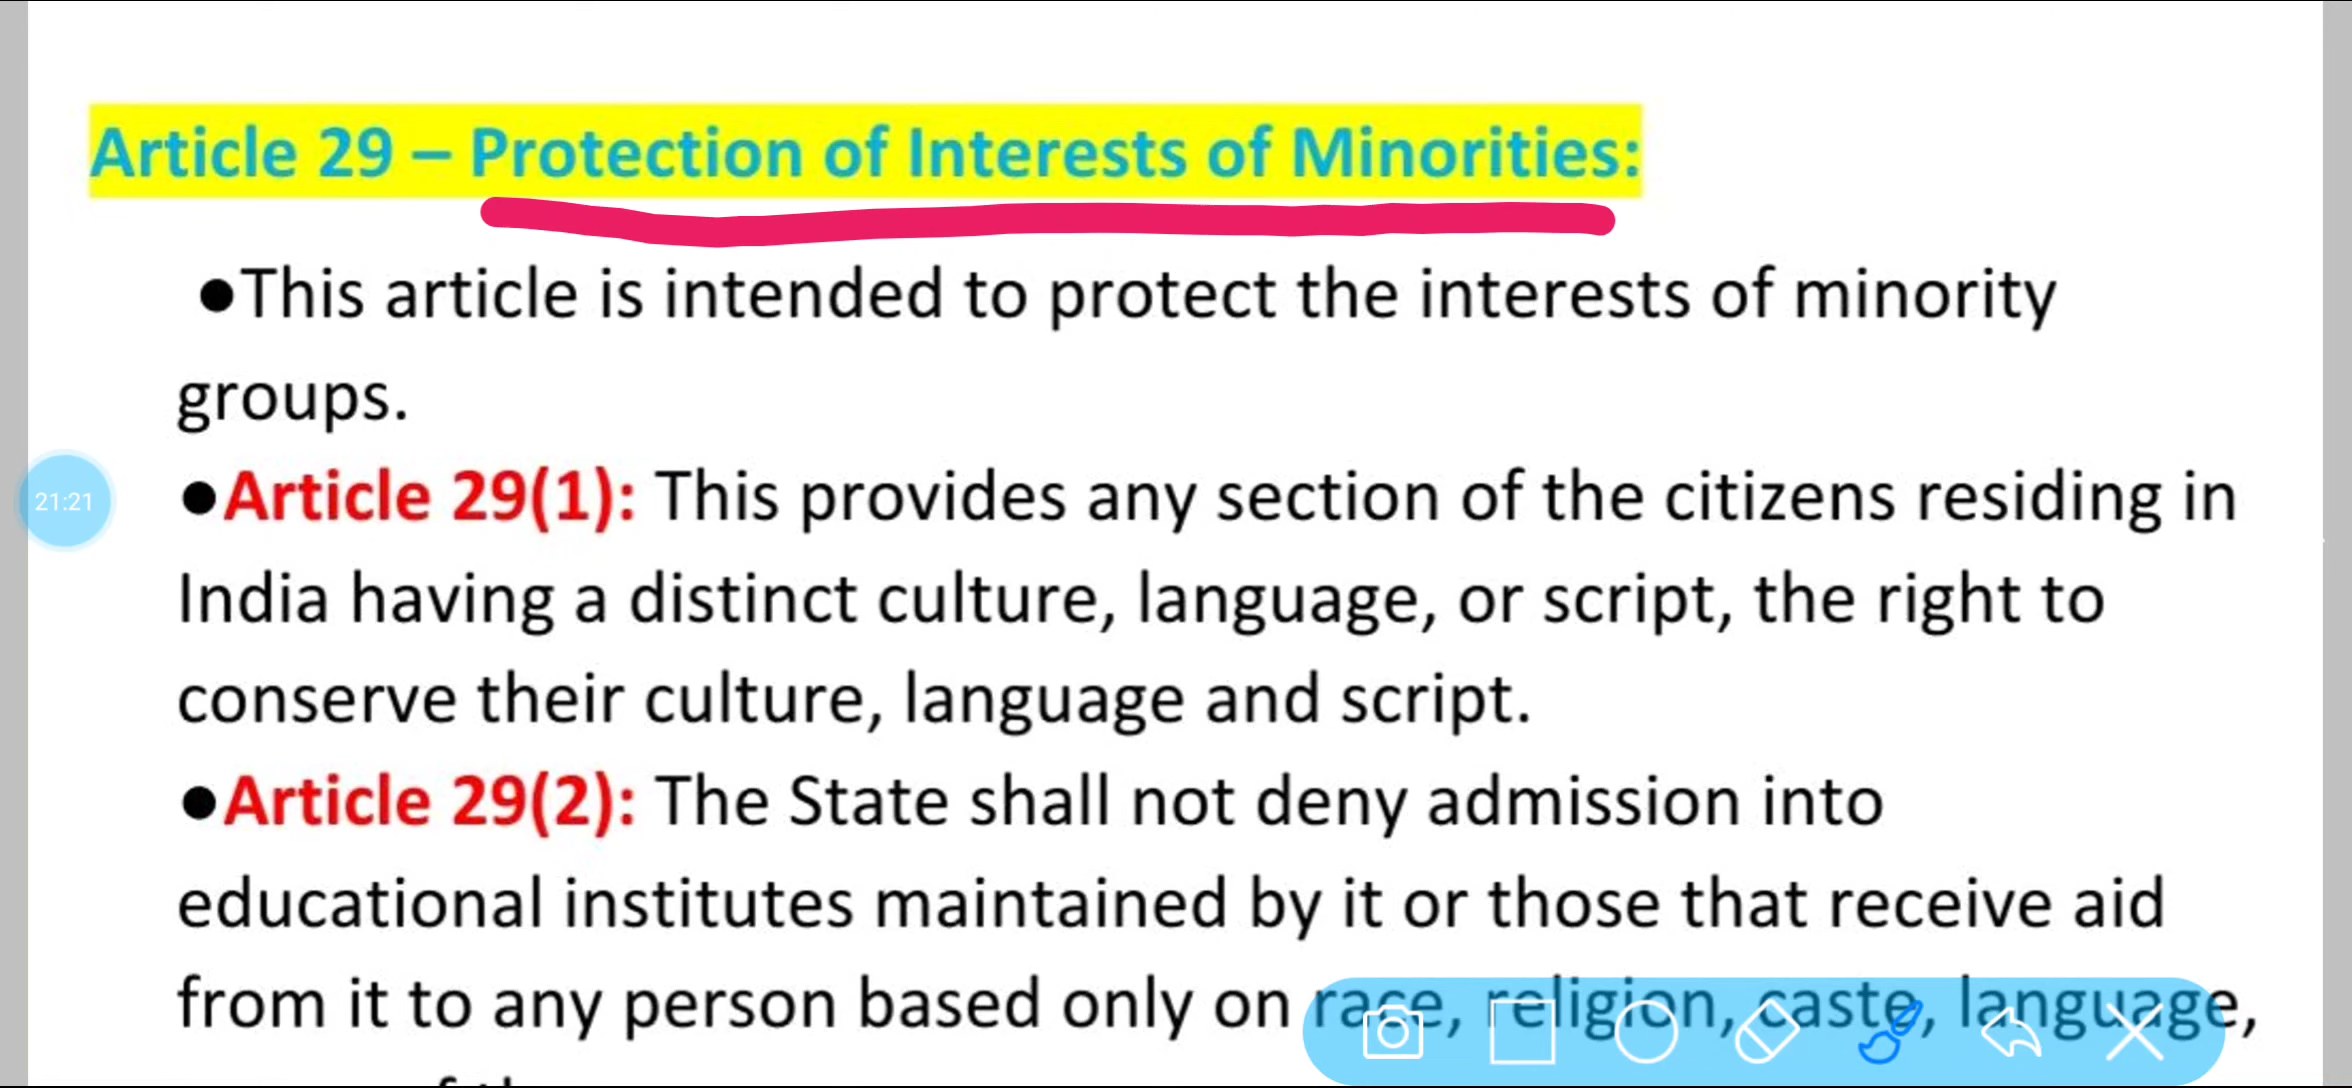 Article 29 – Protection of Interests of Minorities:
●This article is intended to protect the interests of minority
groups.
●Article 29(1): This provides any section of the citizens residing in
India having a distinct culture, language, or script, the right to
conserve their culture, language and script.
●Article 29(2): The State shall not deny admission into
educational institutes maintained by it or those that receive aid
from it to any person based only on race, religion, caste, language,
21:21